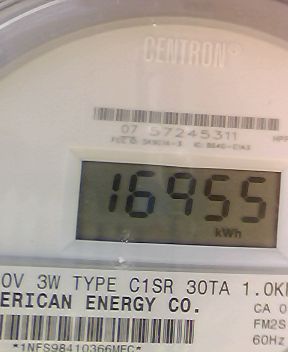 CENTRON®
07 57245311
16955
kWh
0V 3W TYPE C1SR 30TA 1.0K
ERICAN ENERGY CO.
CA 0
FM2S
60Hz
*1NFS98410366MFC*